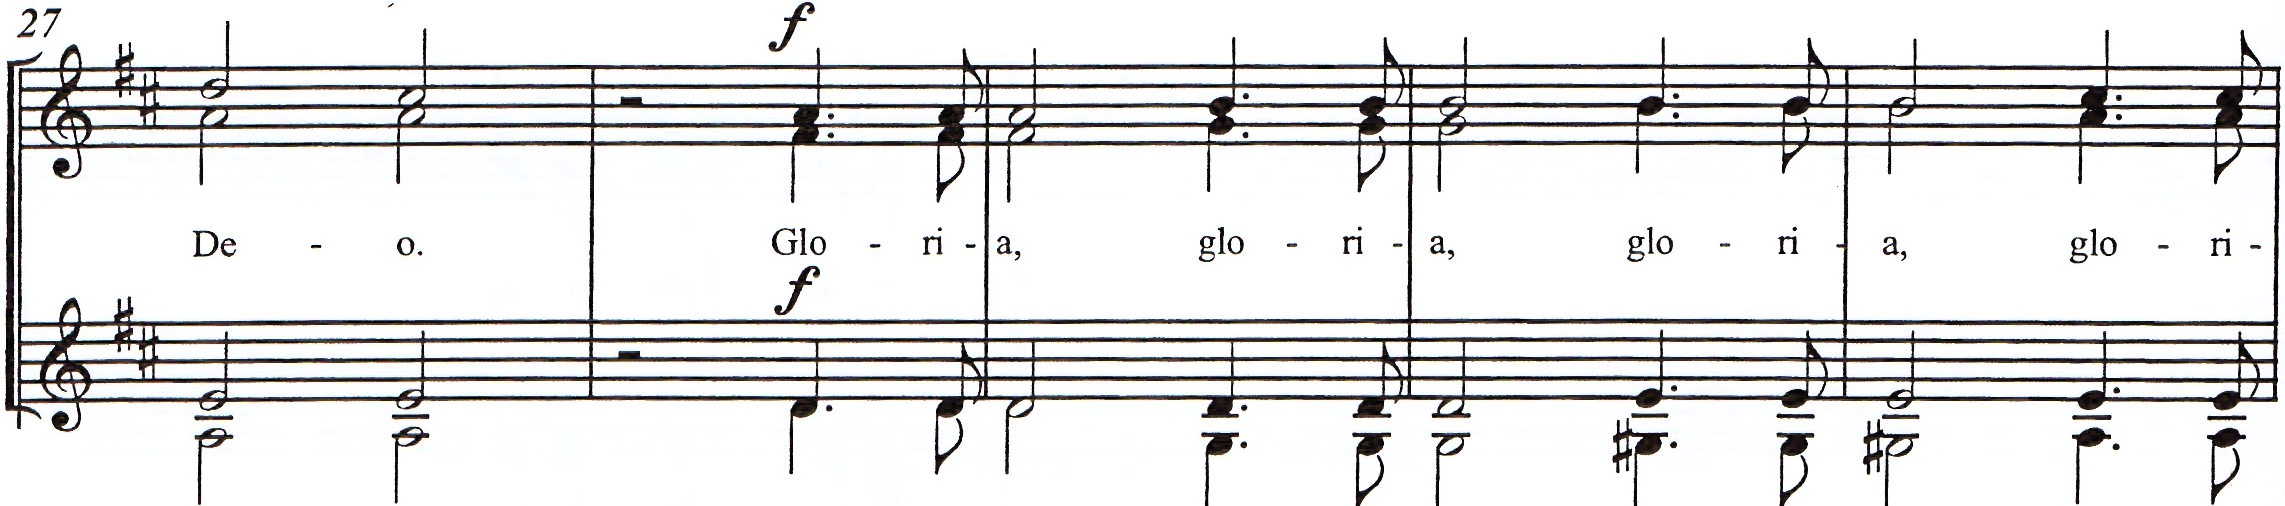 27
f
De - o. Glo - ri - a, glo - ri - a, glo - ri - a, glo - ri -
f